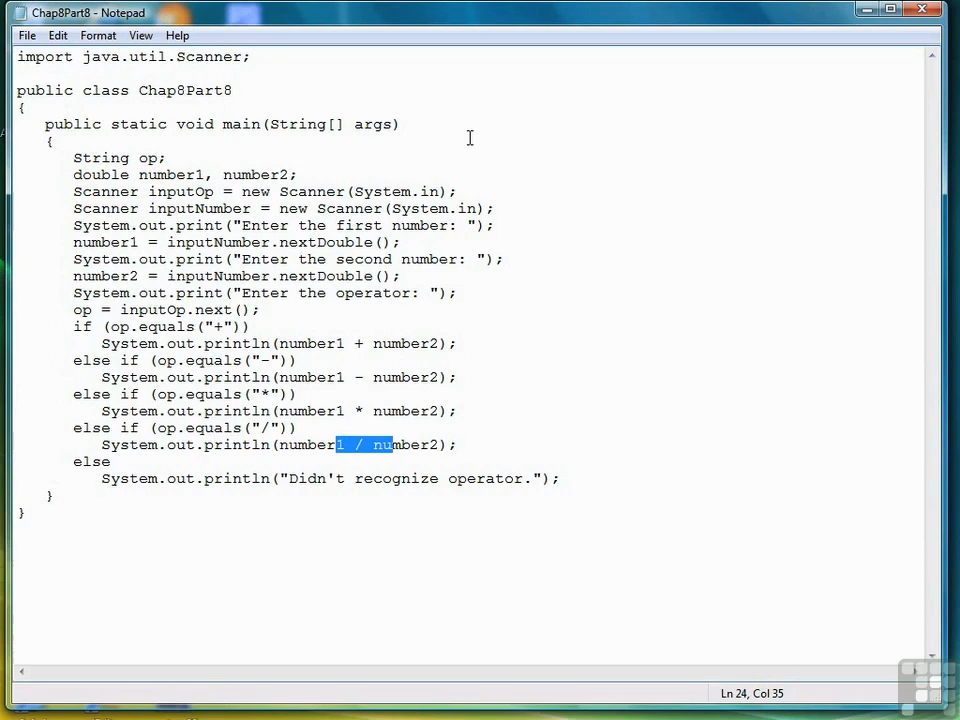 Chap8Part8 - Notepad
File Edit Format View Help
import java.util.Scanner;
public class Chap8Part8
{
public static void main(String[] args)
{
String op;
double number1, number2;
Scanner inputOp = new Scanner(System.in);
Scanner inputNumber = new Scanner(System.in);
System.out.print("Enter the first number: ");
number1 = inputNumber.nextDouble();
System.out.print("Enter the second number: ");
number2 = inputNumber.nextDouble();
System.out.print("Enter the operator: ");
op = inputOp.next();
if (op.equals("+"))
System.out.println(number1 + number2);
else if (op.equals("-"))
System.out.println(number1 - number2);
else if (op.equals("*"))
System.out.println(number1 * number2);
else if (op.equals("/"))
System.out.println(number1 / number2);
else
System.out.println("Didn't recognize operator.");
}
}
Ln 24, Col 35